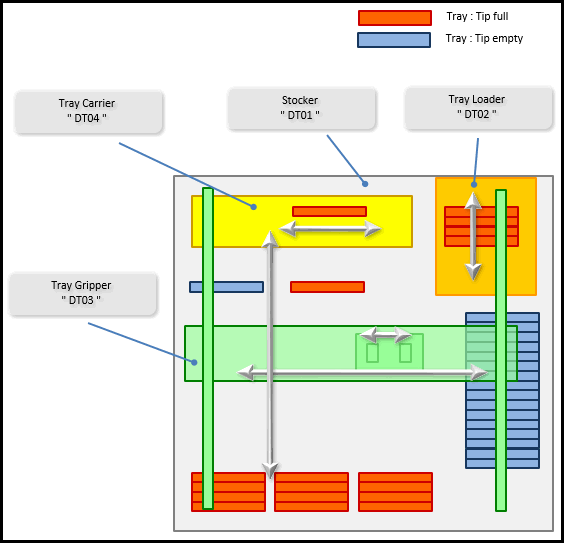 Tray : Tip full
Tray : Tip empty
Tray Carrier
" DT04 "
Stocker
" DT01 "
Tray Loader
" DT02 "
Tray Gripper
" DT03 "